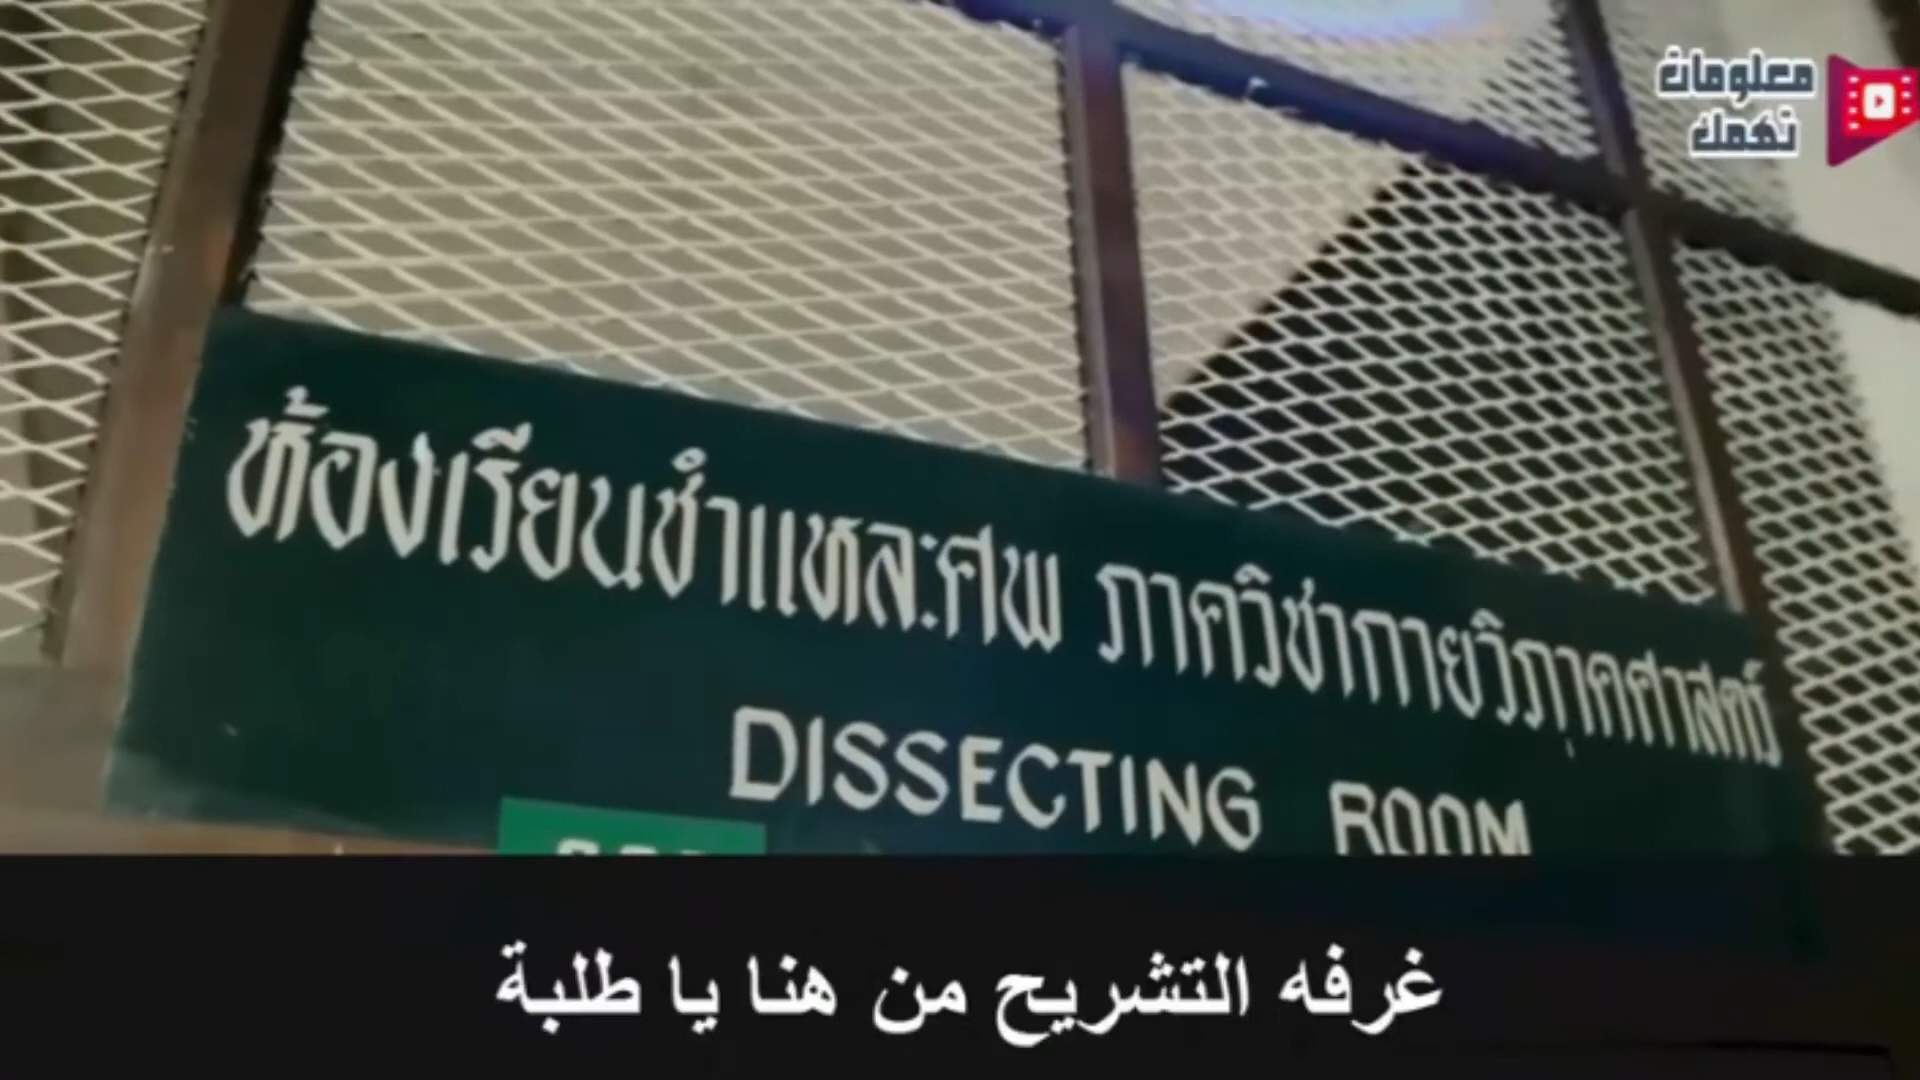 معلومات
تهمك
ห้องเรียนชำแหละศพ ภาควิชากายวิภาคศาสตร์
DISSECTING ROOM
غرفه التشريح من هنا يا طلبة